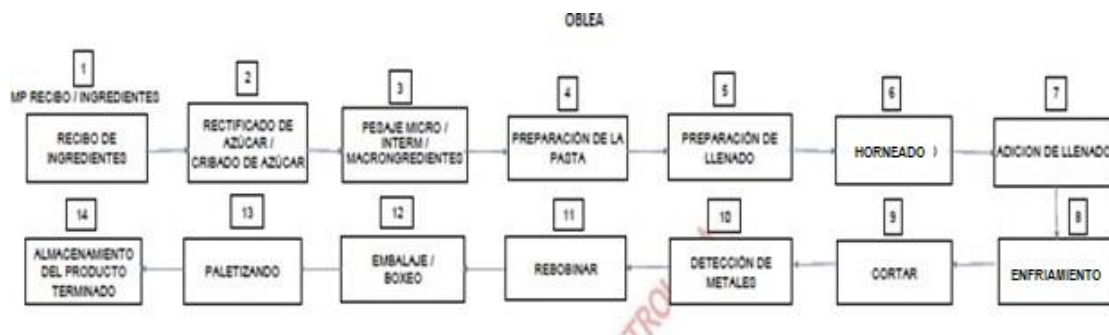 OBLEA
1
MP RECIBO / INGREDIENTES
RECIBO DE
INGREDIENTES
2
RECTIFICADO DE
AZÚCAR /
CRIBADO DE AZÚCAR
3
PESAJE MICRO /
INTERM /
MACRONGREDIENTES
4
PREPARACIÓN DE LA
PASTA
5
PREPARACIÓN DE
LLENADO
6
HORNEADO )
7
ADICION DE LLENADO
8
ENFRIAMIENTO
9
CORTAR
10
DETECCIÓN DE
METALES
11
REBOBINAR
12
EMBALAJE /
BOXEO
13
PALETIZANDO
14
ALMACENAMIENTO
DEL PRODUCTO
TERMINADO